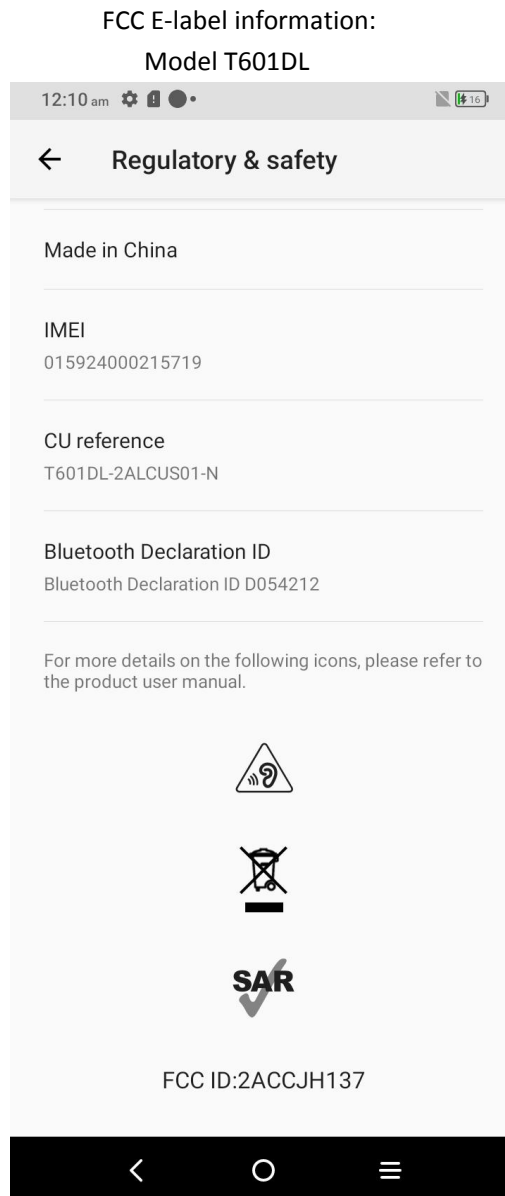 FCC E-label information:
Model T601DL
12:10 am
16
Regulatory & safety
Made in China
IMEI
015924000215719
CU reference
T601DL-2ALCUS01-N
Bluetooth Declaration ID
Bluetooth Declaration ID D054212
For more details on the following icons, please refer to
the product user manual.
SAR
FCC ID:2ACCJH137